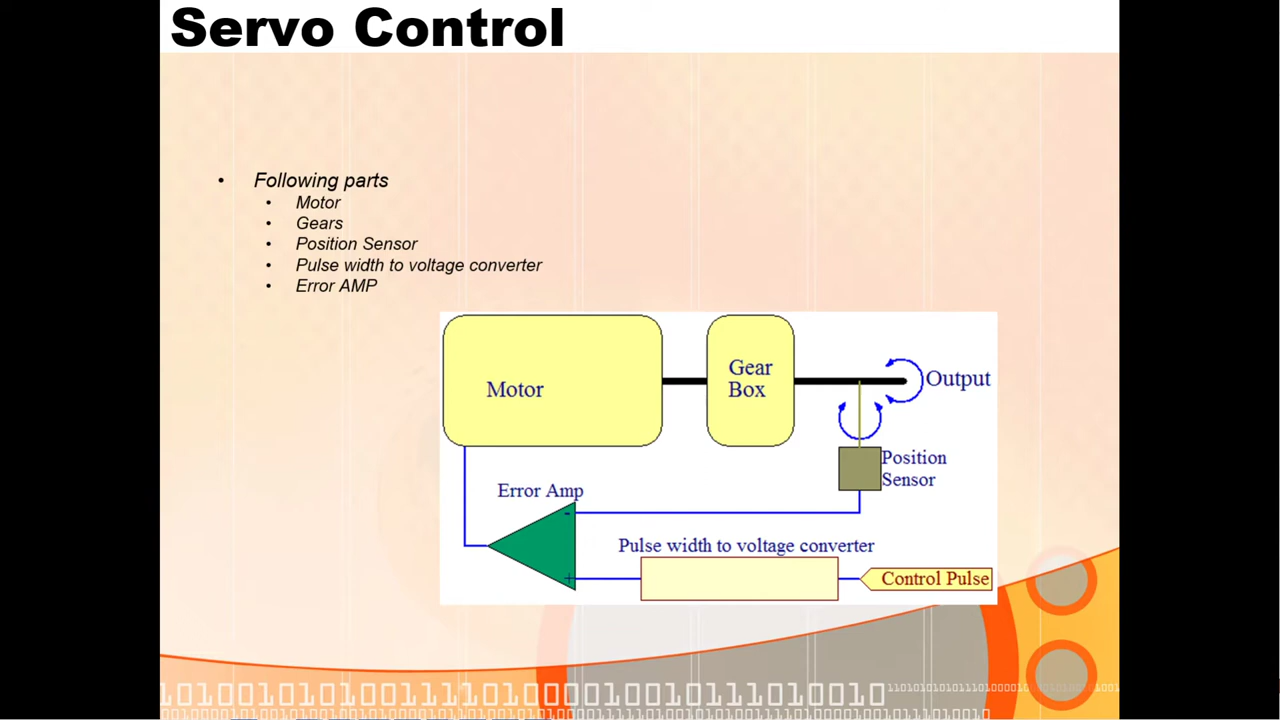 Servo Control
• Following parts
• Motor
• Gears
• Position Sensor
• Pulse width to voltage converter
• Error AMP
Motor
Gear
Box
Output
Position
Sensor
Error Amp
-
Pulse width to voltage converter
+
Control Pulse